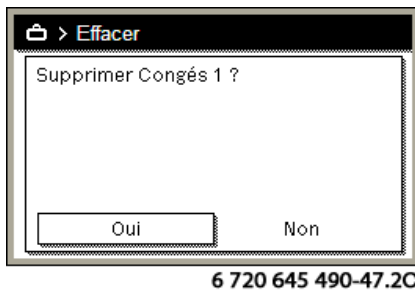 > Effacer
Supprimer Congés 1 ?
Oui Non
6 720 645 490-47.2O